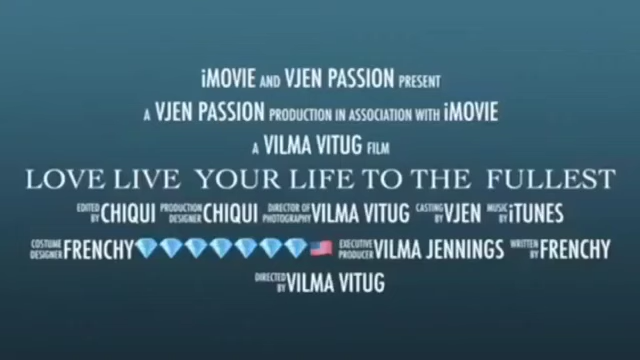 iMOVIE AND VJEN PASSION PRESENT
A VJEN PASSION PRODUCTION IN ASSOCIATION WITH iMOVIE
A VILMA VITUG FILM
LOVE LIVE YOUR LIFE TO THE FULLEST
EDITED BY CHIQUI PRODUCTION DESIGNER CHIQUI DIRECTOR OF PHOTOGRAPHY VILMA VITUG CASTING BY VJEN MUSIC BY iTUNES
COSTUME DESIGNER FRENCHY💎💎💎💎💎💎💎🇺🇸 EXECUTIVE PRODUCER VILMA JENNINGS WRITTEN BY FRENCHY
DIRECTED BY VILMA VITUG